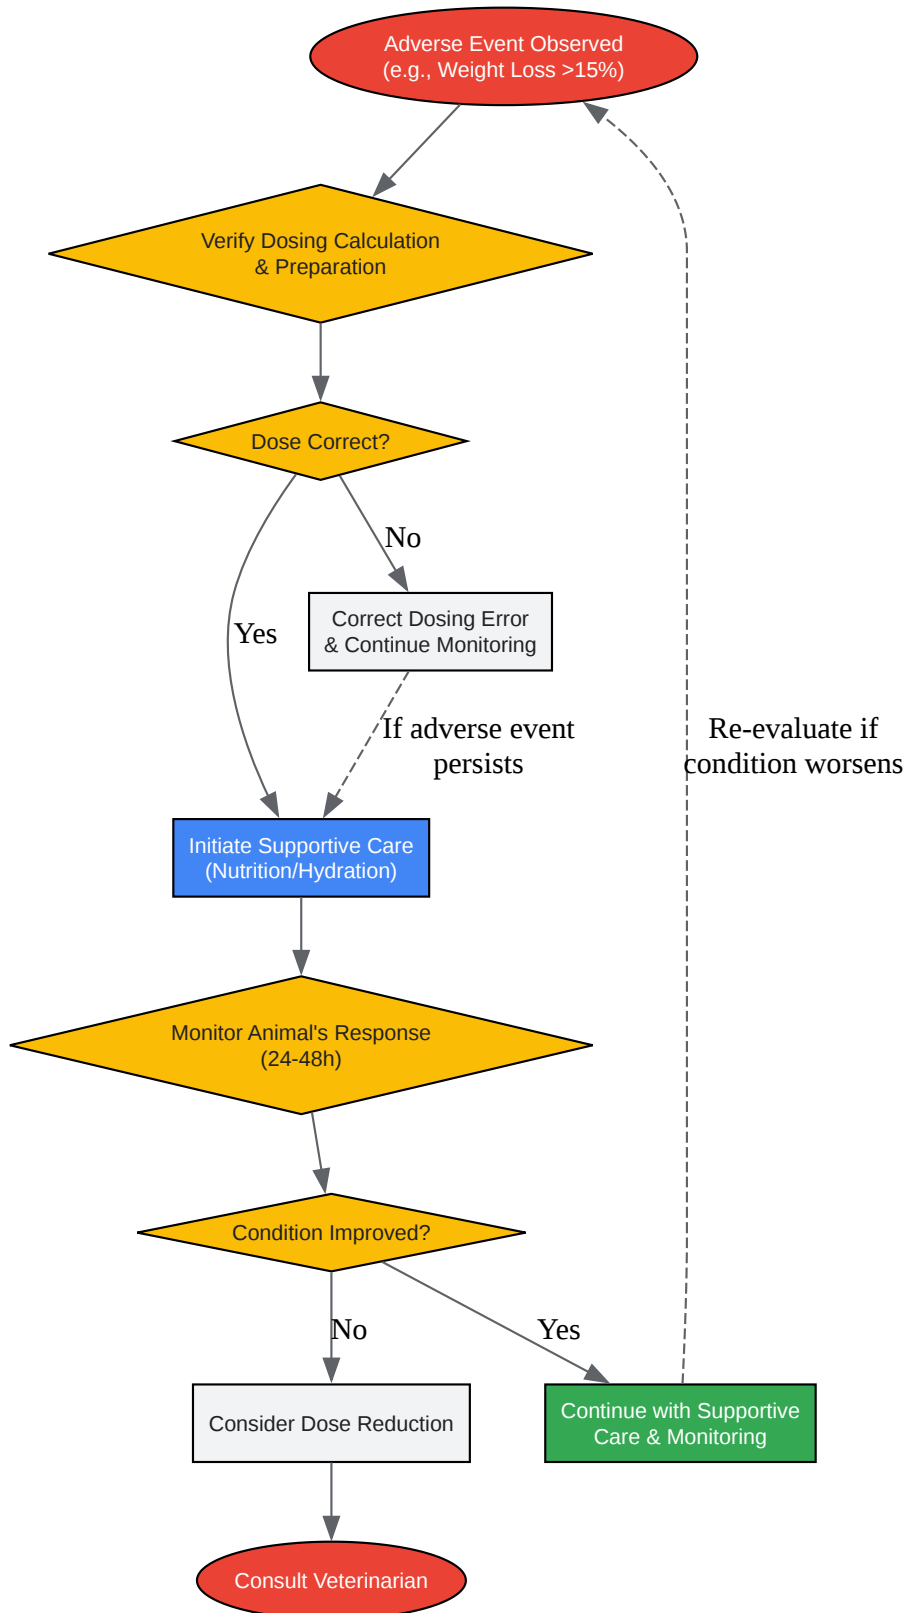 Adverse Event Observed
(e.g., Weight Loss >15%)
Verify Dosing Calculation
& Preparation
Dose Correct?
No
Yes
Correct Dosing Error
& Continue Monitoring
If adverse event
persists
Re-evaluate if
condition worsens
Initiate Supportive Care
(Nutrition/Hydration)
Monitor Animal's Response
(24-48h)
Condition Improved?
No
Yes
Consider Dose Reduction
Continue with Supportive
Care & Monitoring
Consult Veterinarian